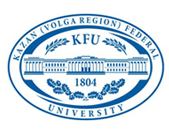 KAZAN (VOLGA REGION) FEDERAL
KFU
1804
UNIVERSITY